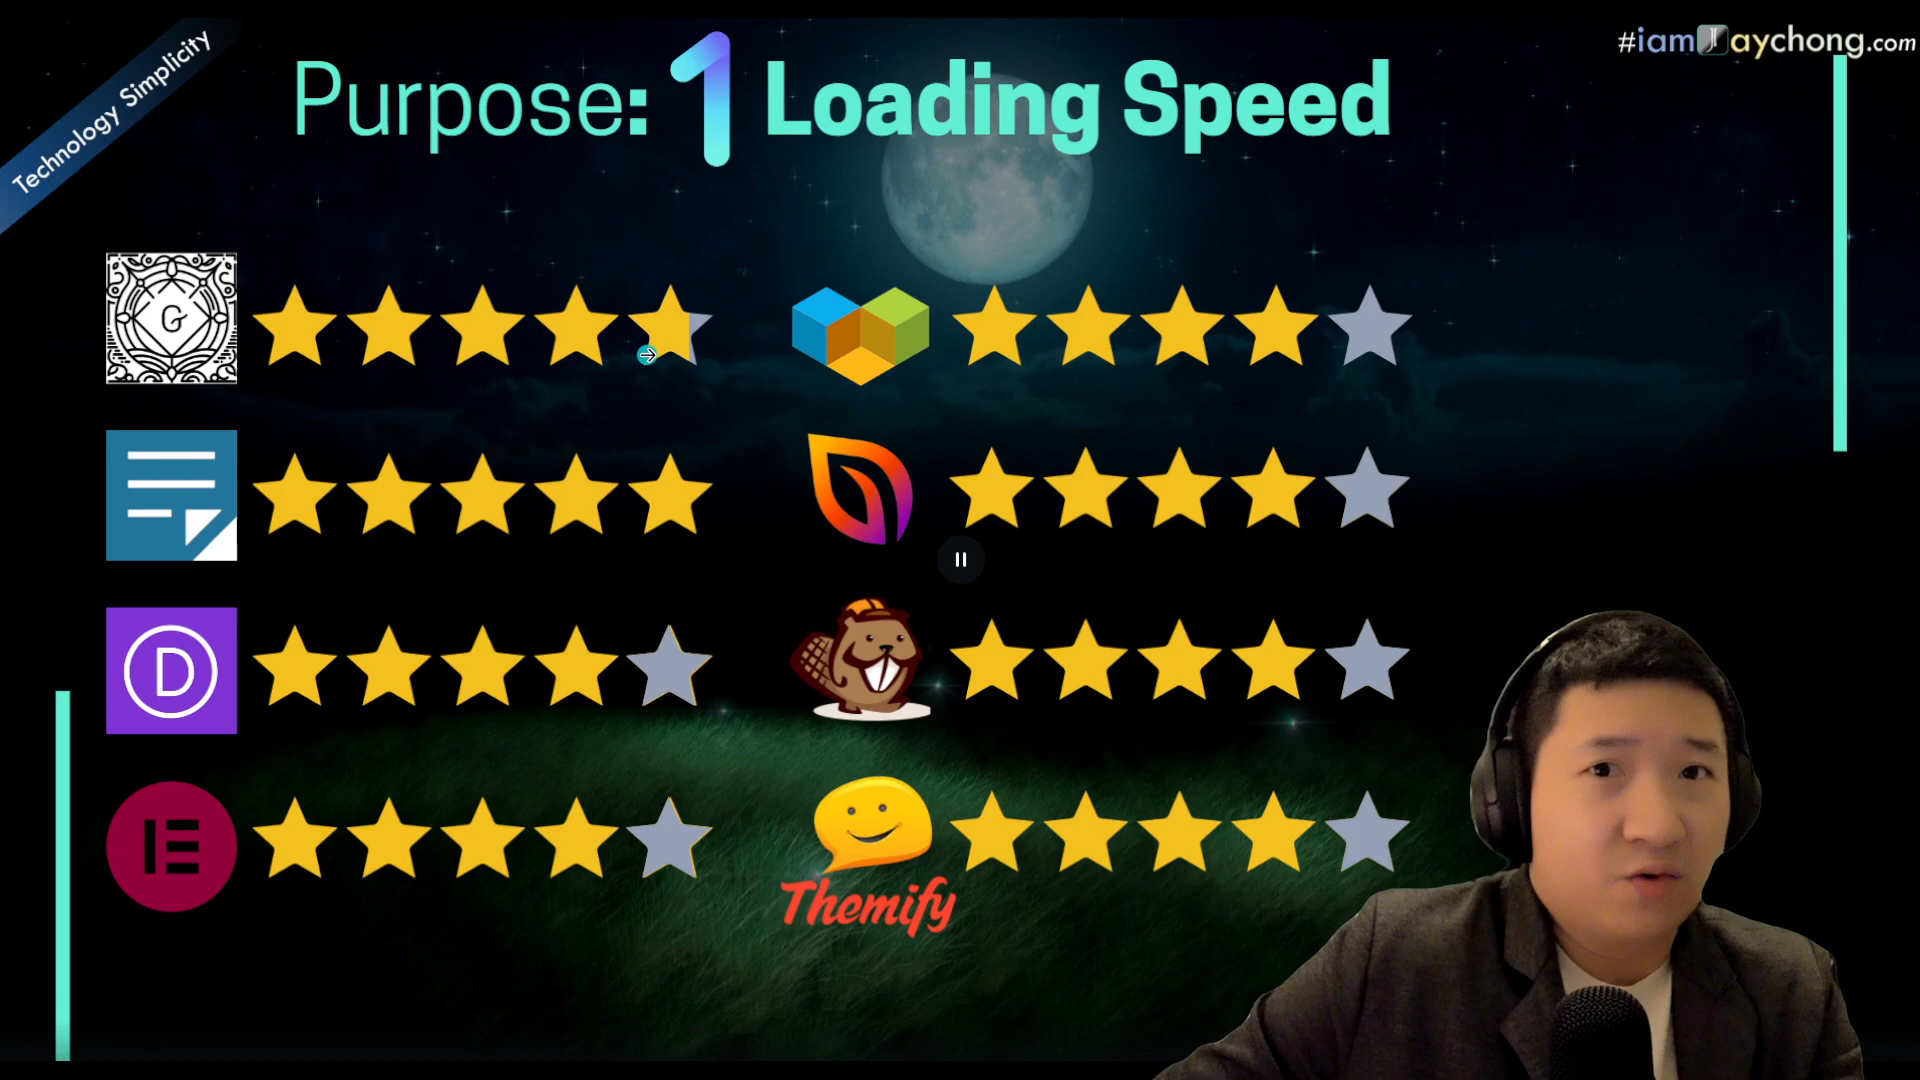 Technology Simplicity
Purpose: 1 Loading Speed
#iamJaychong.com
G
D
Themify